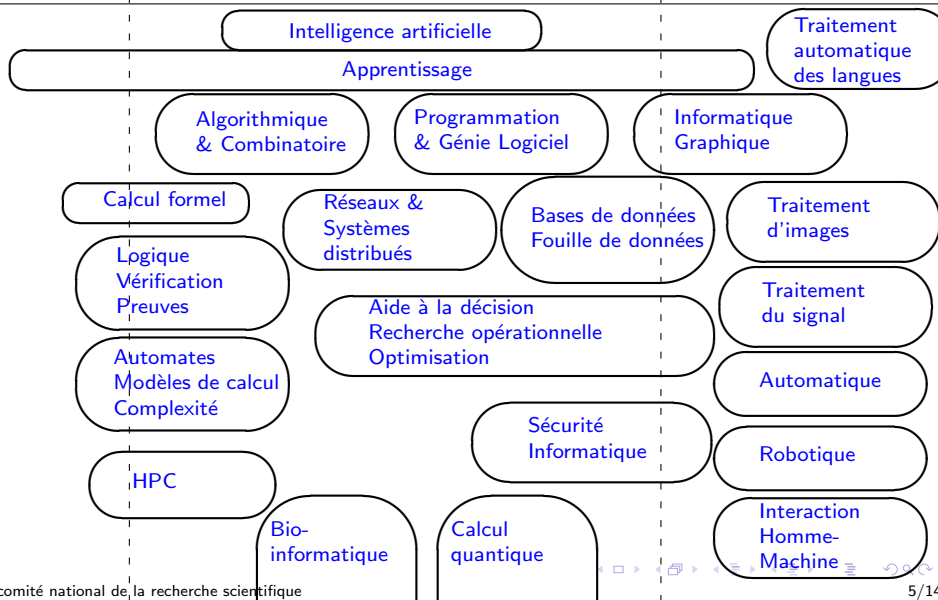 Intelligence artificielle
Apprentissage
Traitement
automatique
des langues
Algorithmique
& Combinatoire
Programmation
& Génie Logiciel
Informatique
Graphique
Calcul formel
Réseaux &
Systèmes
distribués
Bases de données
Fouille de données
Traitement
d'images
Logique
Vérification
Preuves
Aide à la décision
Recherche opérationnelle
Optimisation
Traitement
du signal
Automates
Modèles de calcul
Complexité
Automatique
Sécurité
Informatique
Robotique
HPC
Bio-
informatique
Calcul
quantique
Interaction
Homme-
Machine
comité national de la recherche scientifique
5/14